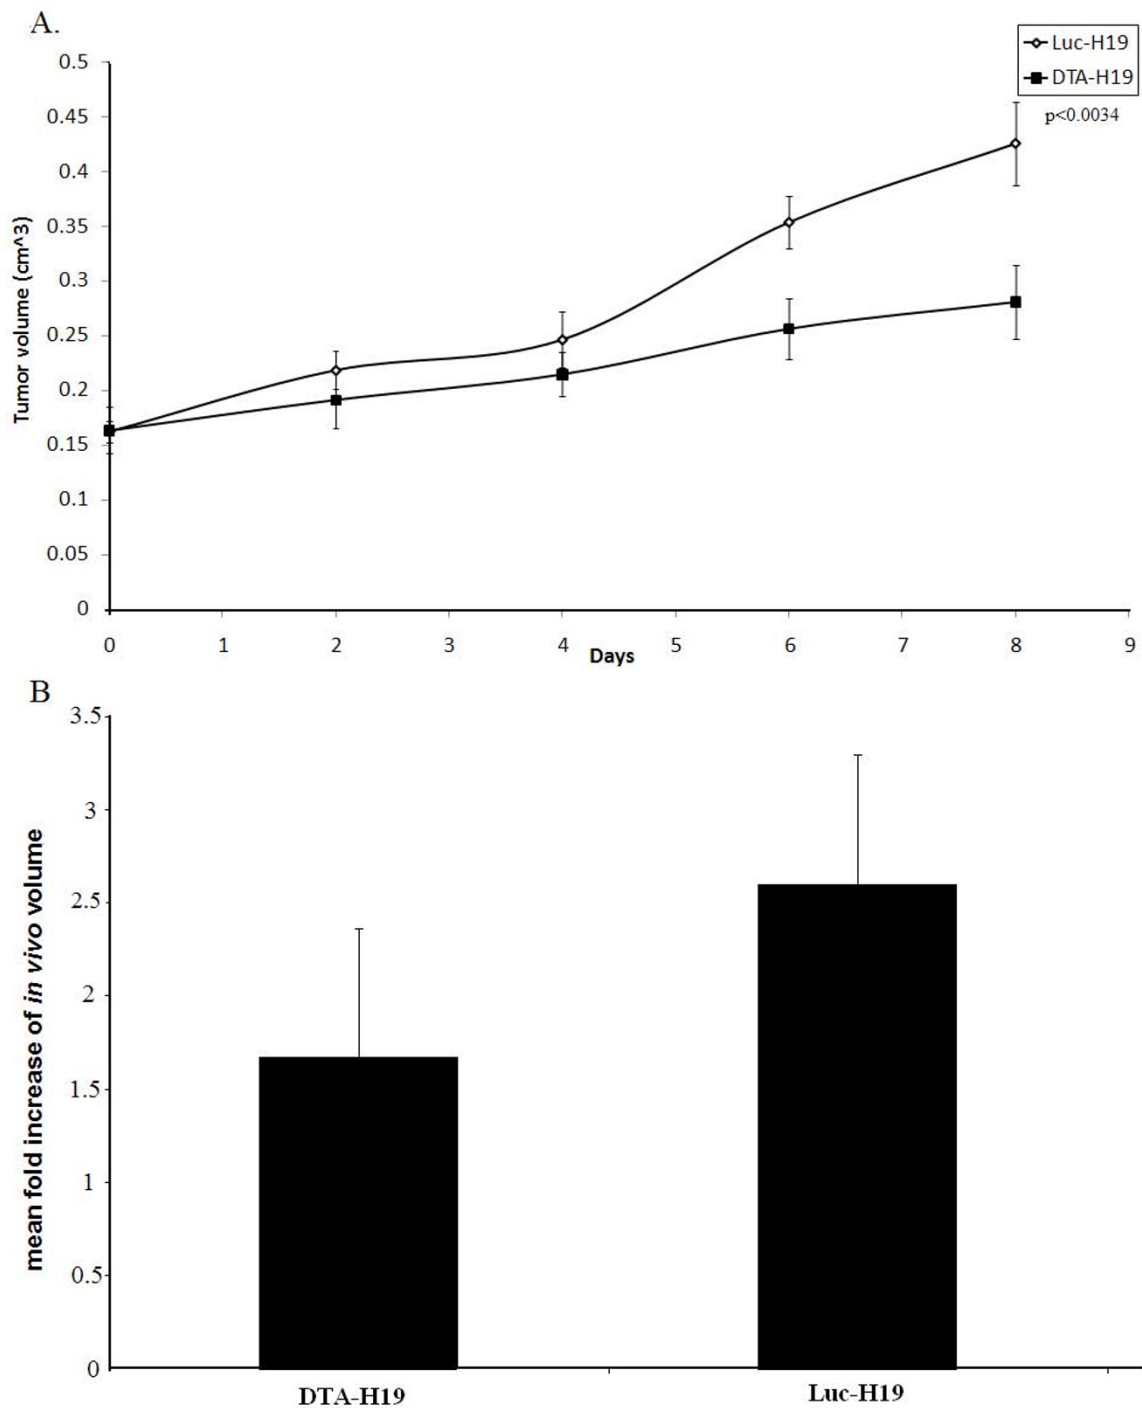 A.
Luc-H19
DTA-H19
p<0.0034
0.5
0.45
0.4
0.35
0.3
0.25
0.2
0.15
0.1
0.05
0
Tumor volume (cm^3)
0 1 2 3 4 5 6 7 8 9
Days
B
3.5
3
2.5
2
1.5
1
0.5
0
mean fold increase of in vivo volume
DTA-H19 Luc-H19